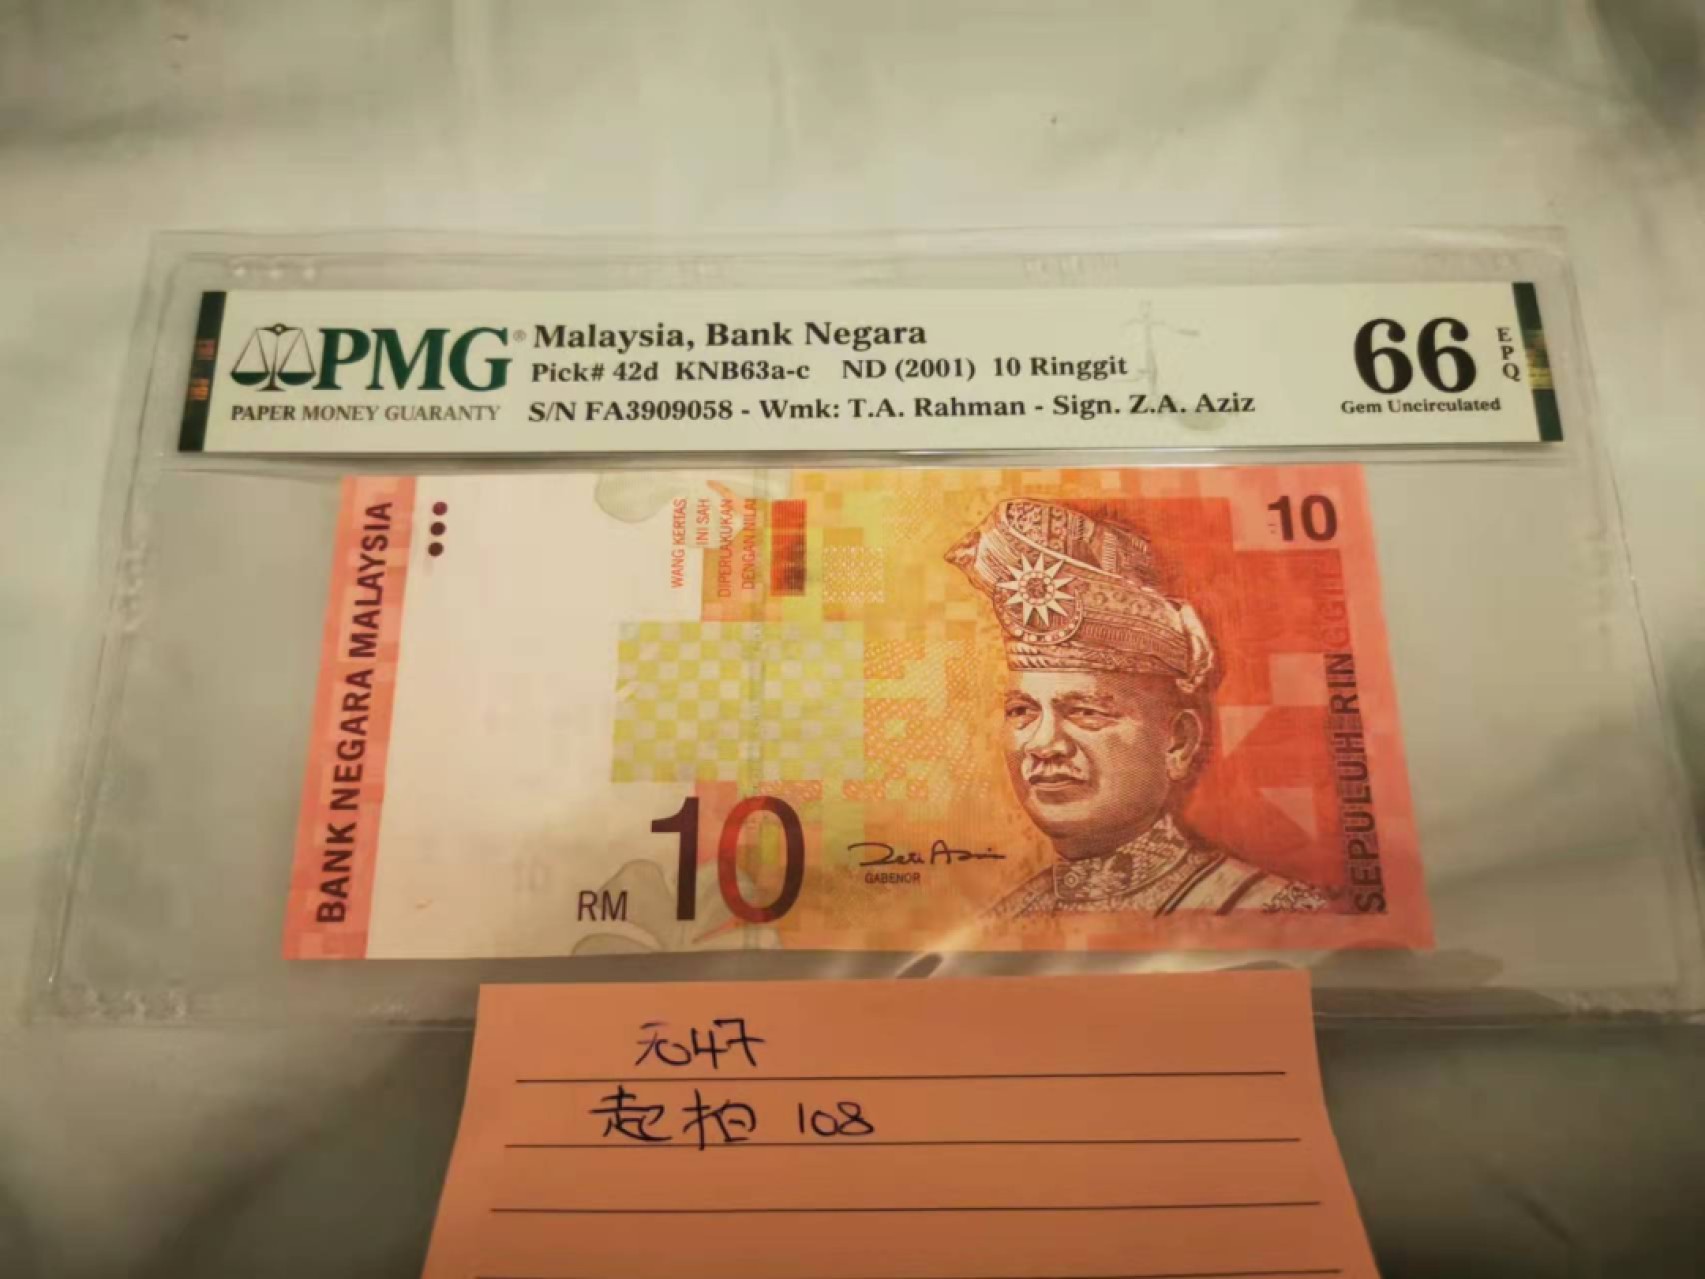 PMG® Malaysia, Bank Negara
Pick# 42d KNB63a-c ND (2001) 10 Ringgit
PAPER MONEY GUARANTY S/N FA3909058 - Wmk: T.A. Rahman - Sign. Z.A. Aziz
66 EPQ
Gem Uncirculated
BANK NEGARA MALAYSIA
WANG KERTAS
INI SAH
DIPERLAKUKAN
DENGAN NILAI
10
SEPULUH RINGGIT
RM 10
GABENOR
无47
起拍 108